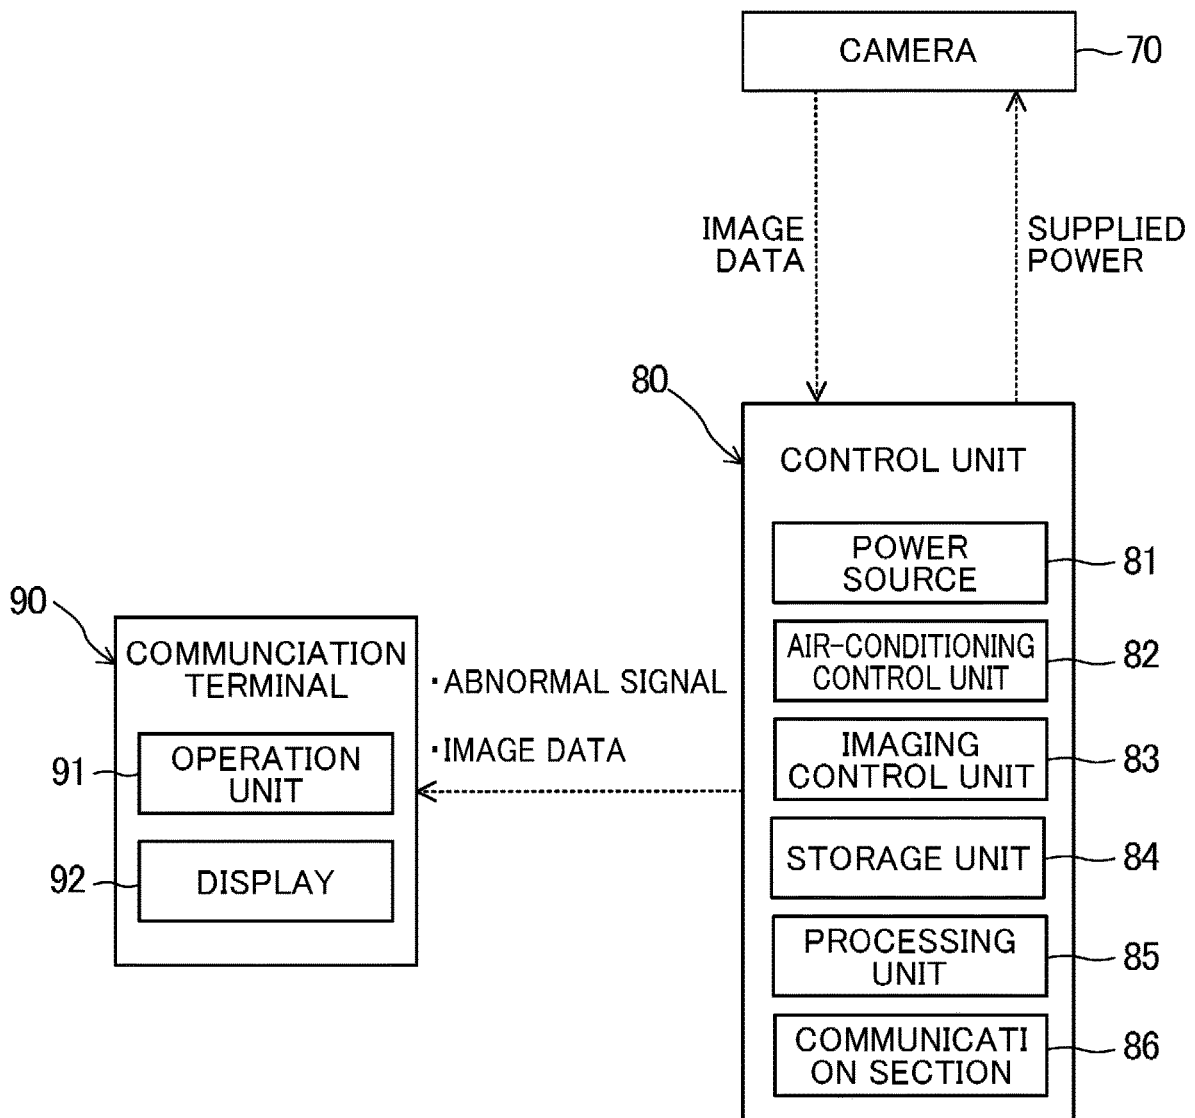 CAMERA
70
IMAGE
DATA
SUPPLIED
POWER
80
CONTROL UNIT
POWER
SOURCE
81
AIR-CONDITIONING
CONTROL UNIT
82
IMAGING
CONTROL UNIT
83
STORAGE UNIT
84
PROCESSING
UNIT
85
COMMUNICATI
ON SECTION
86
90
COMMUNCIATION
TERMINAL
OPERATION
UNIT
91
DISPLAY
92
・ABNORMAL SIGNAL
・IMAGE DATA